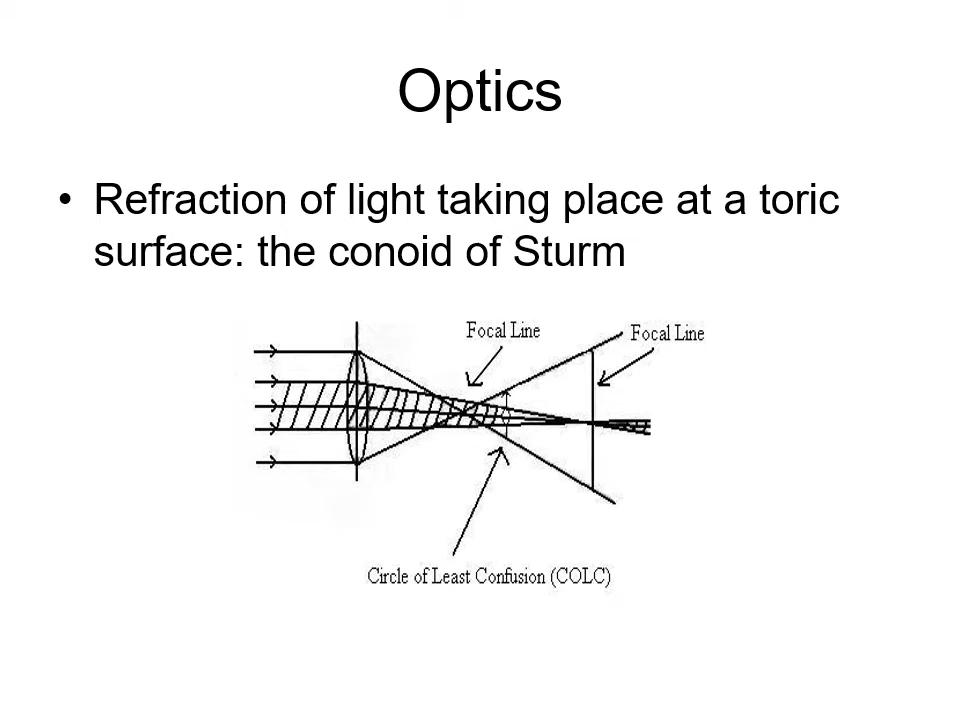 Optics
• Refraction of light taking place at a toric
surface: the conoid of Sturm
Focal Line
Focal Line
Circle of Least Confusion (COLC)